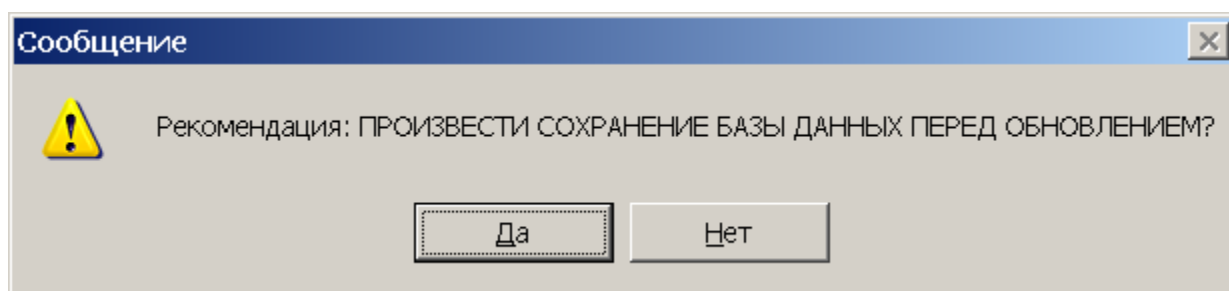 Сообщение
Рекомендация: ПРОИЗВЕСТИ СОХРАНЕНИЕ БАЗЫ ДАННЫХ ПЕРЕД ОБНОВЛЕНИЕМ?
Да
Нет